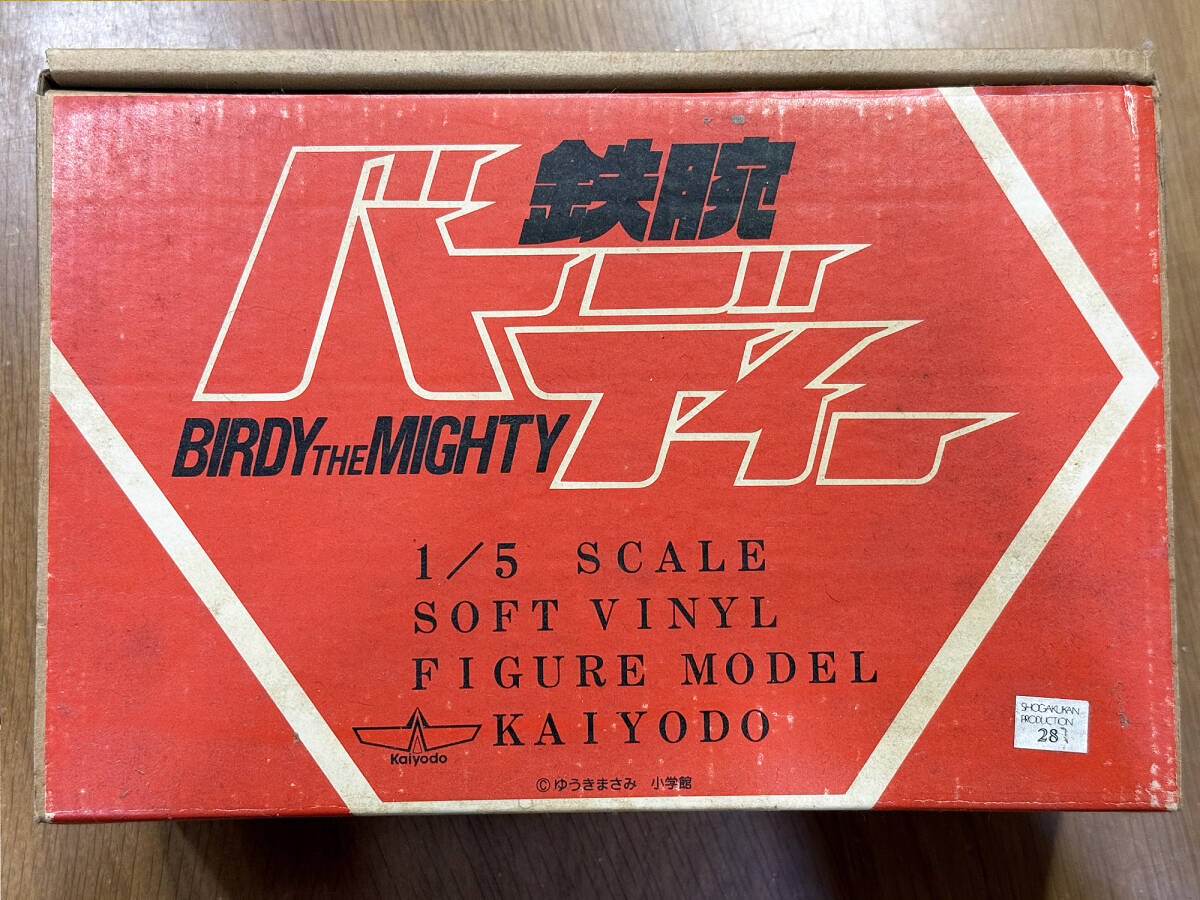 鉄腕
バーディー
BIRDY THE MIGHTY
1/5 SCALE
SOFT VINYL
FIGURE MODEL
KAIYODO
Kaiyodo
©ゆうきまさみ 小学館
SHOGAKUKAN
PRODUCTION
28